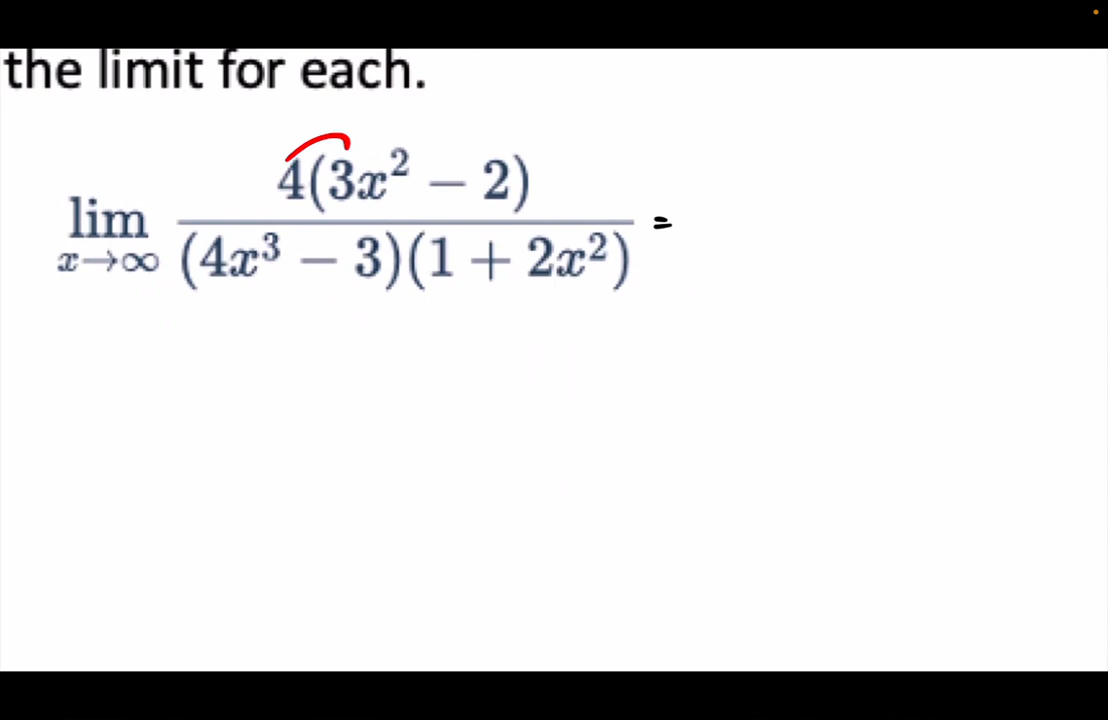 the limit for each.
lim x→∞ 4(3x² − 2) / (4x³ − 3)(1 + 2x²) =